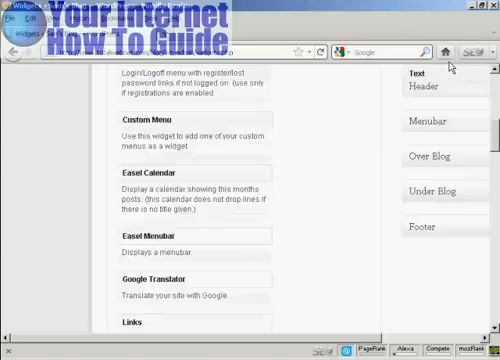 Your Internet
How To Guide
Widgets
File Edit View
Google
Login/Logoff menu with register/lost
password links if not logged on. (use only
if registrations are enabled.
Custom Menu
Use this widget to add one of your custom
menus as a widget.
Easel Calendar
Display a calendar showing this months
posts. (this calendar does not drop lines if
there is no title given.)
Easel Menubar
Displays a menubar.
Google Translator
Translate your site with Google
Links
Text
Header
Menubar
Over Blog
Under Blog
Footer
PageRank
Alexa
Compete
mozRank